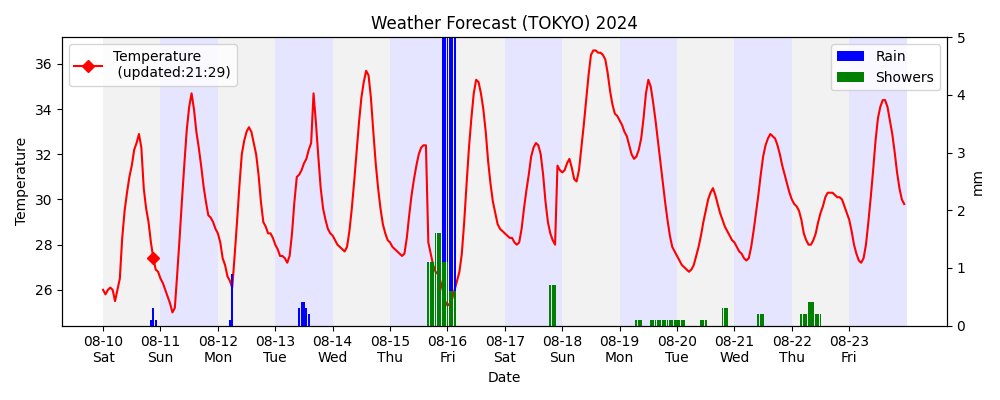 Weather Forecast (TOKYO) 2024
Temperature
(updated:21:29)
Rain
Showers
Temperature
36
34
32
30
28
26
5
4
3
2
1
0
mm
08-10 08-11 08-12 08-13 08-14 08-15 08-16 08-17 08-18 08-19 08-20 08-21 08-22 08-23
Sat Sun Mon Tue Wed Thu Fri Sat Sun Mon Tue Wed Thu Fri
Date